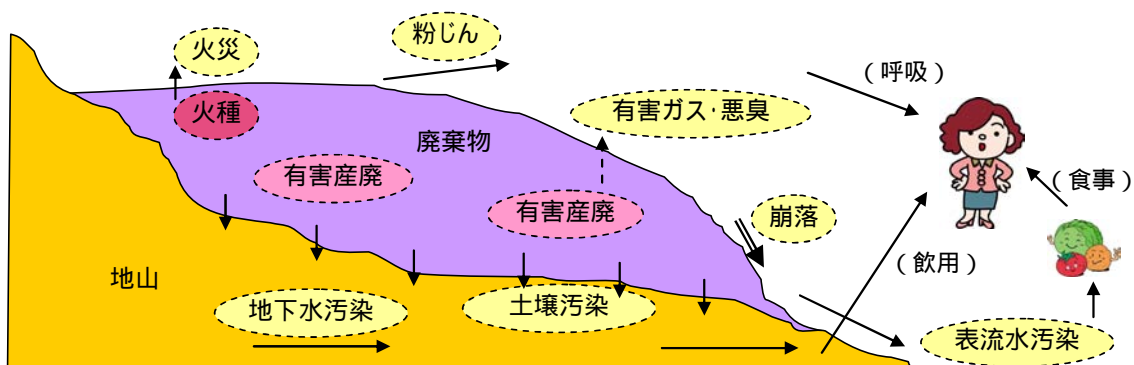 火災
粉じん
（呼吸）
火種
有害ガス・悪臭
廃棄物
有害産廃
有害産廃
（食事）
崩落
（飲用）
地山
地下水汚染
土壌汚染
表流水汚染